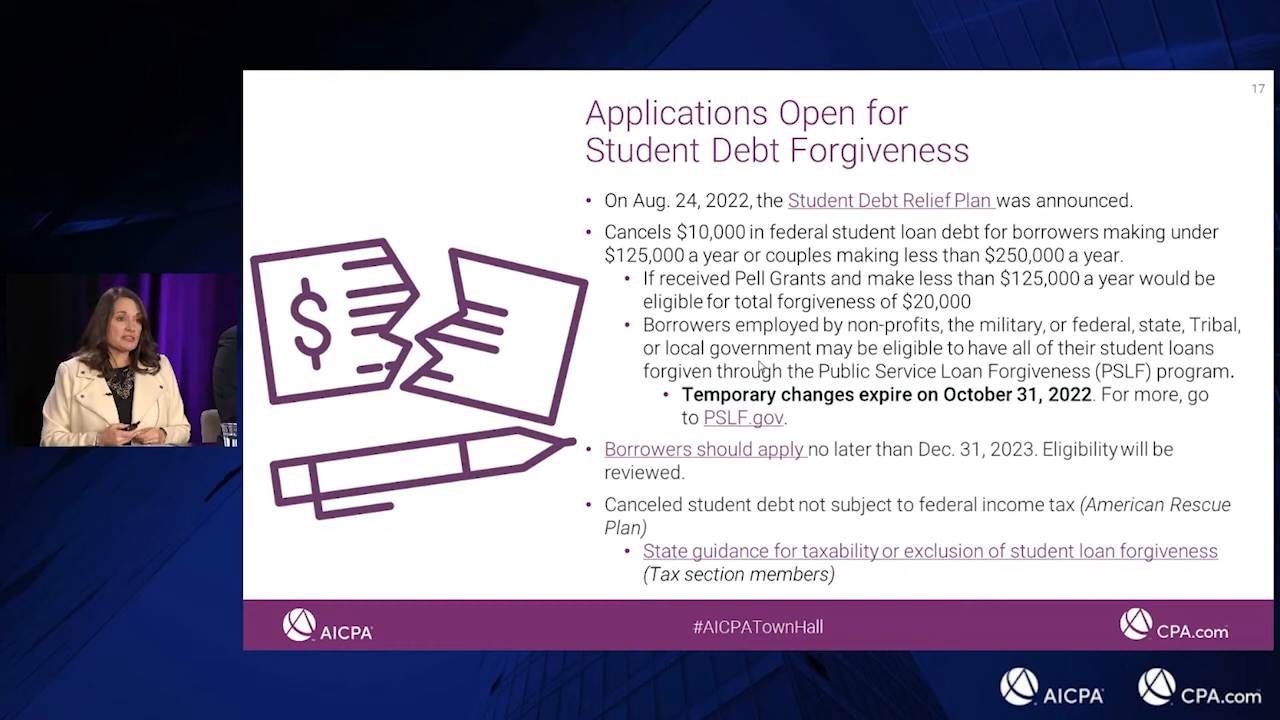 17
Applications Open for
Student Debt Forgiveness
• On Aug. 24, 2022, the Student Debt Relief Plan was announced.
• Cancels $10,000 in federal student loan debt for borrowers making under
$125,000 a year or couples making less than $250,000 a year.
• If received Pell Grants and make less than $125,000 a year would be
eligible for total forgiveness of $20,000
• Borrowers employed by non-profits, the military, or federal, state, Tribal,
or local government may be eligible to have all of their student loans
forgiven through the Public Service Loan Forgiveness (PSLF) program.
• Temporary changes expire on October 31, 2022. For more, go
to PSLF.gov.
• Borrowers should apply no later than Dec. 31, 2023. Eligibility will be
reviewed.
• Canceled student debt not subject to federal income tax (American Rescue
Plan)
• State guidance for taxability or exclusion of student loan forgiveness
(Tax section members)
$
AICPA
#AICPATownHall
CPA.com
AICPA
CPA.com